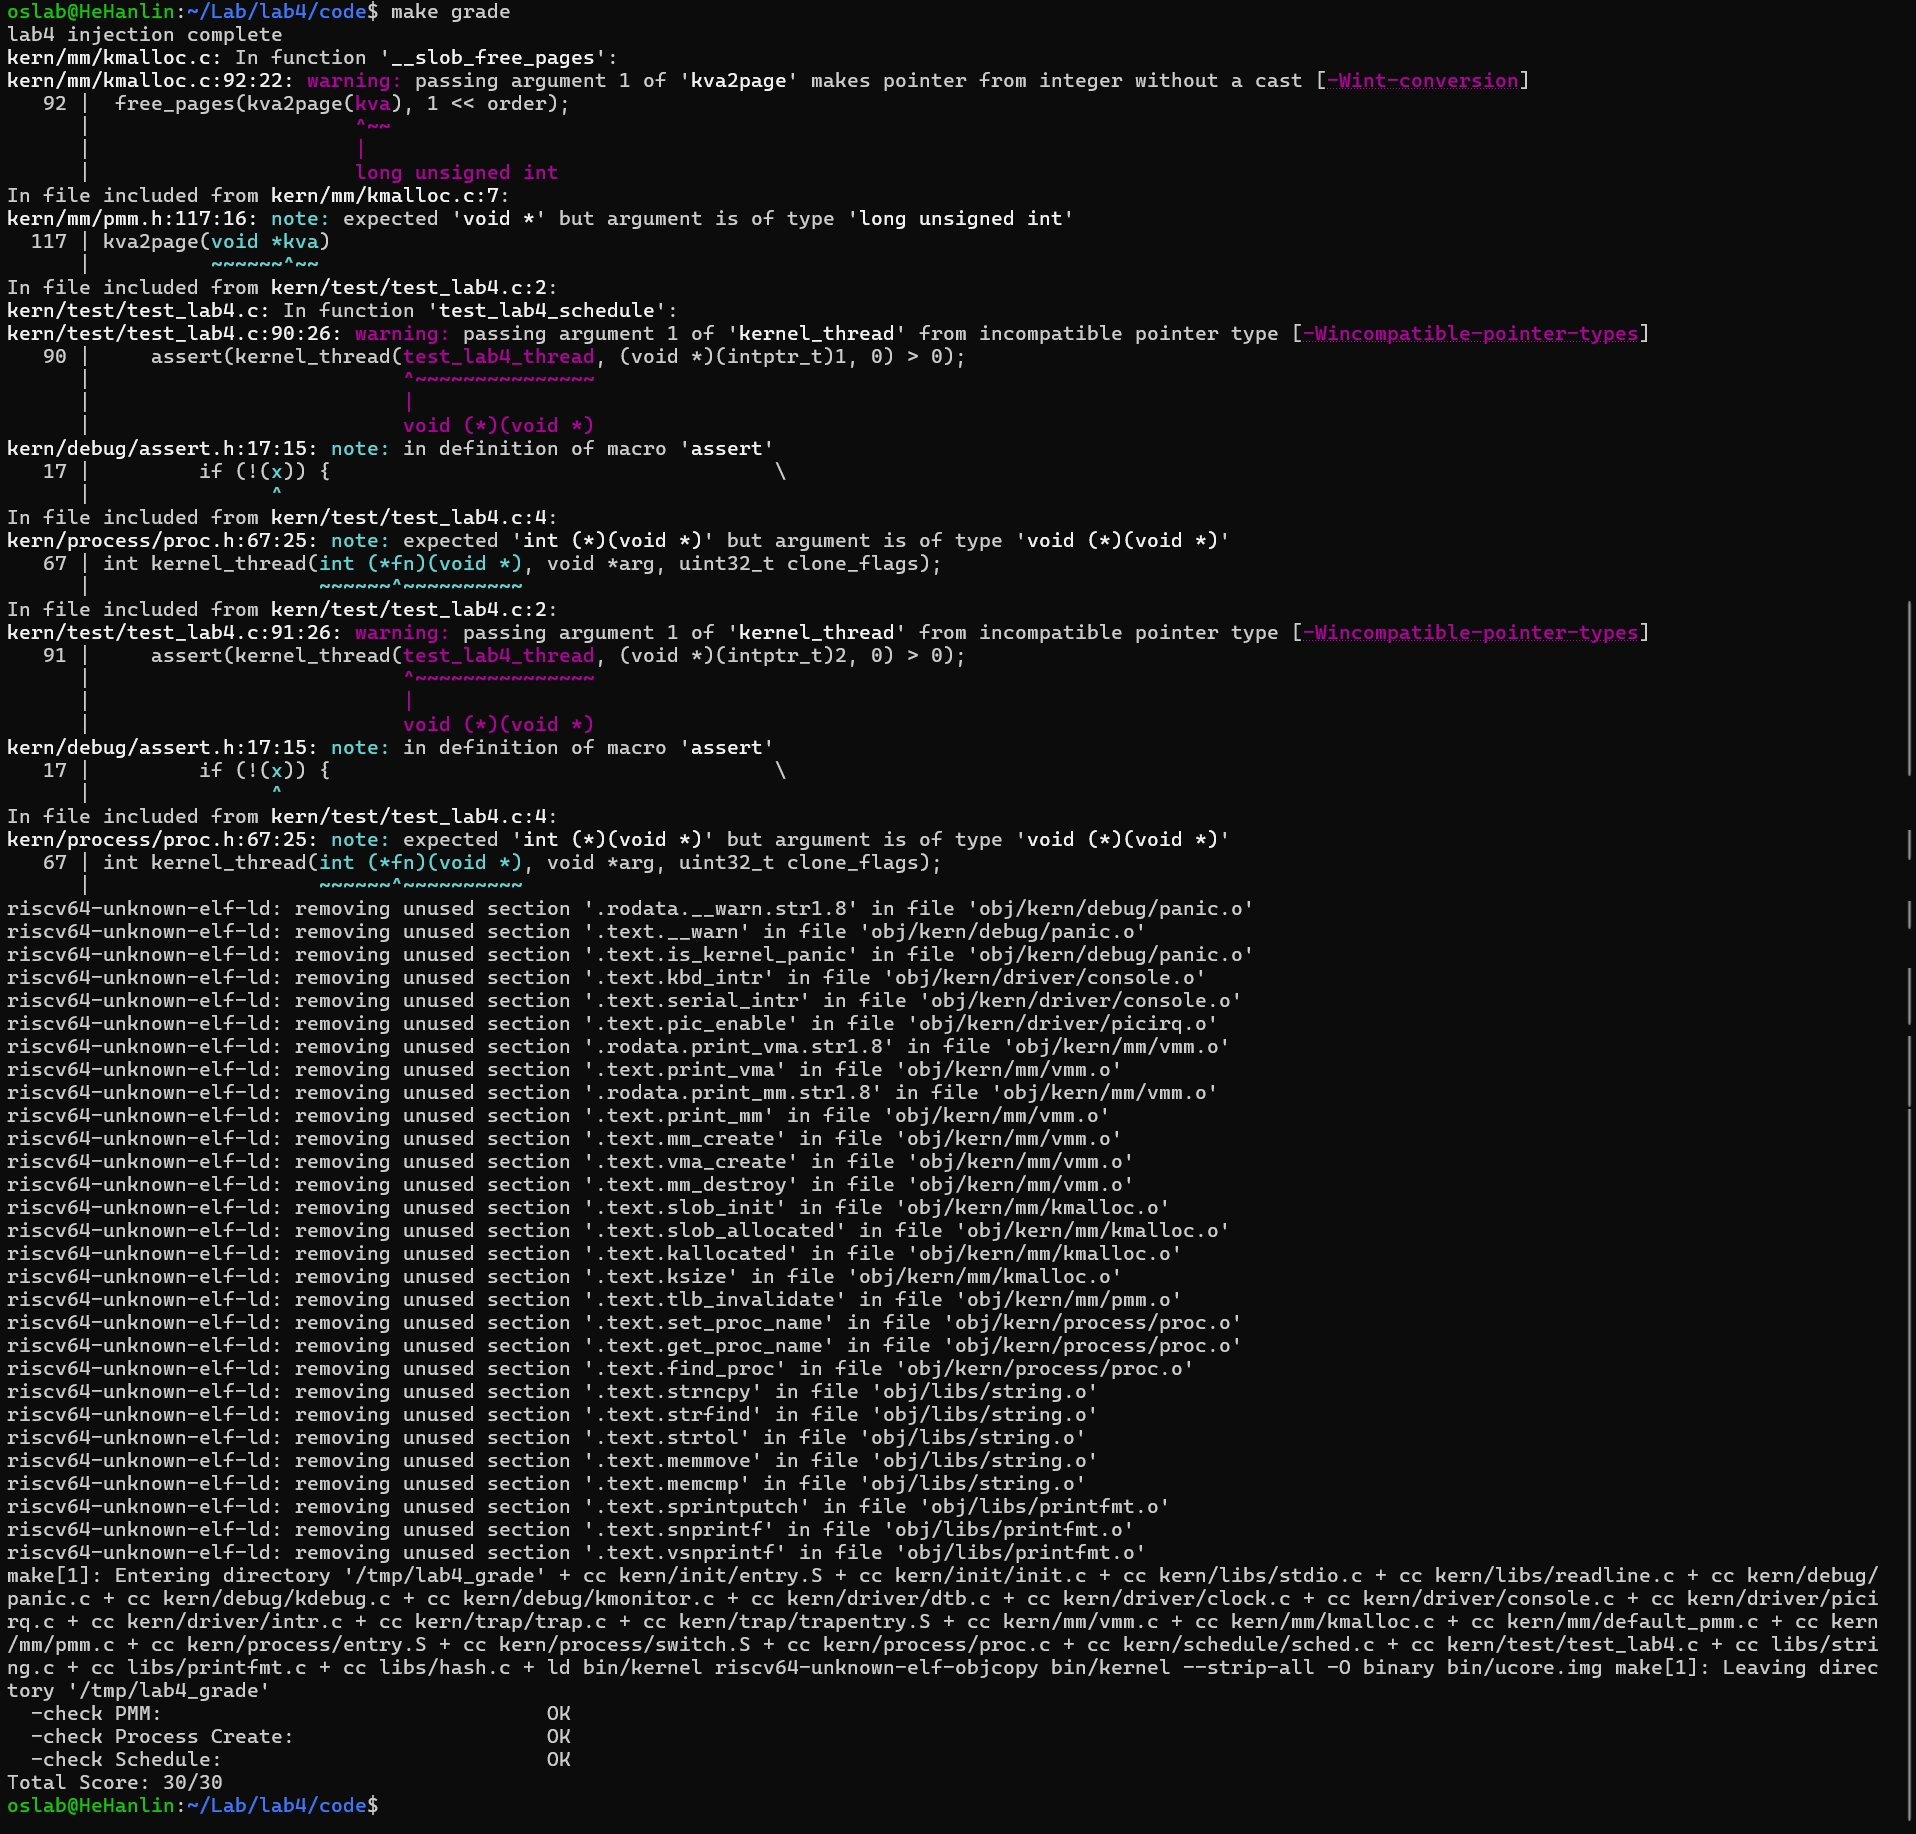 oslab@HeHanlin:~/Lab/lab4/code$ make grade
lab4 injection complete
kern/mm/kmalloc.c: In function '__slob_free_pages':
kern/mm/kmalloc.c:92:22: warning: passing argument 1 of 'kva2page' makes pointer from integer without a cast [-Wint-conversion]
   92 |  free_pages(kva2page(kva), 1 << order);
      |                      ^~~
      |                      |
      |                      long unsigned int
In file included from kern/mm/kmalloc.c:7:
kern/mm/pmm.h:117:16: note: expected 'void *' but argument is of type 'long unsigned int'
  117 | kva2page(void *kva)
      |          ~~~~~~^~~
In file included from kern/test/test_lab4.c:2:
kern/test/test_lab4.c: In function 'test_lab4_schedule':
kern/test/test_lab4.c:90:26: warning: passing argument 1 of 'kernel_thread' from incompatible pointer type [-Wincompatible-pointer-types]
   90 |     assert(kernel_thread(test_lab4_thread, (void *)(intptr_t)1, 0) > 0);
      |                          ^~~~~~~~~~~~~~~~
      |                          |
      |                          void (*)(void *)
kern/debug/assert.h:17:15: note: in definition of macro 'assert'
   17 |         if (!(x)) {                                     \
      |               ^
In file included from kern/test/test_lab4.c:4:
kern/process/proc.h:67:25: note: expected 'int (*)(void *)' but argument is of type 'void (*)(void *)'
   67 | int kernel_thread(int (*fn)(void *), void *arg, uint32_t clone_flags);
      |                   ~~~~~~^~~~~~~~~~~
In file included from kern/test/test_lab4.c:2:
kern/test/test_lab4.c:91:26: warning: passing argument 1 of 'kernel_thread' from incompatible pointer type [-Wincompatible-pointer-types]
   91 |     assert(kernel_thread(test_lab4_thread, (void *)(intptr_t)2, 0) > 0);
      |                          ^~~~~~~~~~~~~~~~
      |                          |
      |                          void (*)(void *)
kern/debug/assert.h:17:15: note: in definition of macro 'assert'
   17 |         if (!(x)) {                                     \
      |               ^
In file included from kern/test/test_lab4.c:4:
kern/process/proc.h:67:25: note: expected 'int (*)(void *)' but argument is of type 'void (*)(void *)'
   67 | int kernel_thread(int (*fn)(void *), void *arg, uint32_t clone_flags);
      |                   ~~~~~~^~~~~~~~~~~
riscv64-unknown-elf-ld: removing unused section '.rodata.__warn.str1.8' in file 'obj/kern/debug/panic.o'
riscv64-unknown-elf-ld: removing unused section '.text.__warn' in file 'obj/kern/debug/panic.o'
riscv64-unknown-elf-ld: removing unused section '.text.is_kernel_panic' in file 'obj/kern/debug/panic.o'
riscv64-unknown-elf-ld: removing unused section '.text.kbd_intr' in file 'obj/kern/driver/console.o'
riscv64-unknown-elf-ld: removing unused section '.text.serial_intr' in file 'obj/kern/driver/console.o'
riscv64-unknown-elf-ld: removing unused section '.text.pic_enable' in file 'obj/kern/driver/picirq.o'
riscv64-unknown-elf-ld: removing unused section '.rodata.print_vma.str1.8' in file 'obj/kern/mm/vmm.o'
riscv64-unknown-elf-ld: removing unused section '.text.print_vma' in file 'obj/kern/mm/vmm.o'
riscv64-unknown-elf-ld: removing unused section '.rodata.print_mm.str1.8' in file 'obj/kern/mm/vmm.o'
riscv64-unknown-elf-ld: removing unused section '.text.print_mm' in file 'obj/kern/mm/vmm.o'
riscv64-unknown-elf-ld: removing unused section '.text.mm_create' in file 'obj/kern/mm/vmm.o'
riscv64-unknown-elf-ld: removing unused section '.text.vma_create' in file 'obj/kern/mm/vmm.o'
riscv64-unknown-elf-ld: removing unused section '.text.mm_destroy' in file 'obj/kern/mm/vmm.o'
riscv64-unknown-elf-ld: removing unused section '.text.slob_init' in file 'obj/kern/mm/kmalloc.o'
riscv64-unknown-elf-ld: removing unused section '.text.slob_allocated' in file 'obj/kern/mm/kmalloc.o'
riscv64-unknown-elf-ld: removing unused section '.text.kallocated' in file 'obj/kern/mm/kmalloc.o'
riscv64-unknown-elf-ld: removing unused section '.text.ksize' in file 'obj/kern/mm/kmalloc.o'
riscv64-unknown-elf-ld: removing unused section '.text.tlb_invalidate' in file 'obj/kern/mm/pmm.o'
riscv64-unknown-elf-ld: removing unused section '.text.set_proc_name' in file 'obj/kern/process/proc.o'
riscv64-unknown-elf-ld: removing unused section '.text.get_proc_name' in file 'obj/kern/process/proc.o'
riscv64-unknown-elf-ld: removing unused section '.text.find_proc' in file 'obj/kern/process/proc.o'
riscv64-unknown-elf-ld: removing unused section '.text.strncpy' in file 'obj/libs/string.o'
riscv64-unknown-elf-ld: removing unused section '.text.strfind' in file 'obj/libs/string.o'
riscv64-unknown-elf-ld: removing unused section '.text.strtol' in file 'obj/libs/string.o'
riscv64-unknown-elf-ld: removing unused section '.text.memmove' in file 'obj/libs/string.o'
riscv64-unknown-elf-ld: removing unused section '.text.memcmp' in file 'obj/libs/string.o'
riscv64-unknown-elf-ld: removing unused section '.text.sprintputch' in file 'obj/libs/printfmt.o'
riscv64-unknown-elf-ld: removing unused section '.text.snprintf' in file 'obj/libs/printfmt.o'
riscv64-unknown-elf-ld: removing unused section '.text.vsnprintf' in file 'obj/libs/printfmt.o'
make[1]: Entering directory '/tmp/lab4_grade' + cc kern/init/entry.S + cc kern/init/init.c + cc kern/libs/stdio.c + cc kern/libs/readline.c + cc kern/debug/
panic.c + cc kern/debug/kdebug.c + cc kern/debug/kmonitor.c + cc kern/driver/dtb.c + cc kern/driver/clock.c + cc kern/driver/console.c + cc kern/driver/pici
rq.c + cc kern/driver/intr.c + cc kern/trap/trap.c + cc kern/trap/trapentry.S + cc kern/mm/vmm.c + cc kern/mm/kmalloc.c + cc kern/mm/default_pmm.c + cc kern
/mm/pmm.c + cc kern/process/entry.S + cc kern/process/switch.S + cc kern/process/proc.c + cc kern/schedule/sched.c + cc kern/test/test_lab4.c + cc libs/stri
ng.c + cc libs/printfmt.c + cc libs/hash.c + ld bin/kernel riscv64-unknown-elf-objcopy bin/kernel --strip-all -O binary bin/ucore.img make[1]: Leaving direc
tory '/tmp/lab4_grade'
  -check PMM:                                OK
  -check Process Create:                     OK
  -check Schedule:                           OK
Total Score: 30/30
oslab@HeHanlin:~/Lab/lab4/code$